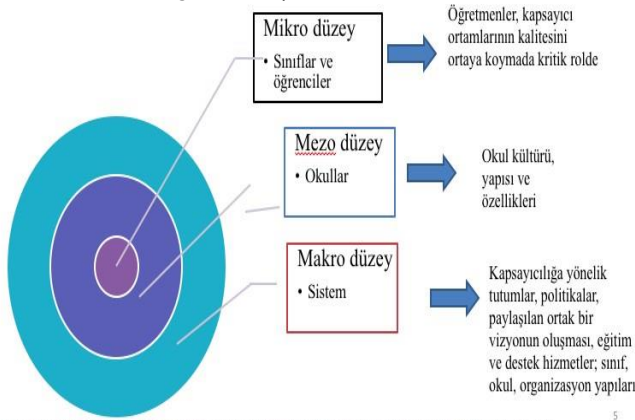 Mikro düzey
• Sınıflar ve
öğrenciler
Öğretmenler, kapsayıcı
ortamlarının kalitesini
ortaya koymada kritik rolde
Mezo düzey
• Okullar
Okul kültürü,
yapısı ve
özellikleri
Makro düzey
• Sistem
Kapsayıcılığa yönelik
tutumlar, politikalar,
paylaşılan ortak bir
vizyonun oluşması, eğitim
ve destek hizmetler; sınıf,
okul, organizasyon yapıları
5